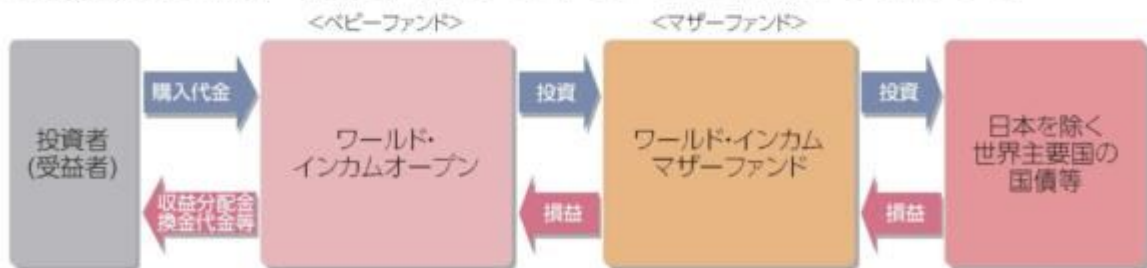 <ベビーファンド>
<マザーファンド>
投資者
(受益者)
購入代金
収益分配金
換金代金等
ワールド・
インカムオープン
投資
損益
ワールド・インカム
マザーファンド
投資
損益
日本を除く
世界主要国の
国債等